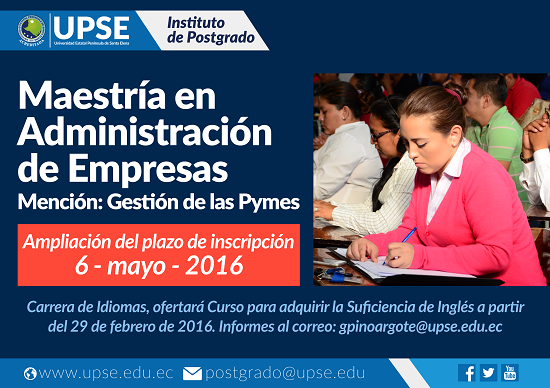 UPSE
Universidad Estatal Península de Santa Elena
Instituto
de Postgrado
Maestría en
Administración
de Empresas
Mención: Gestión de las Pymes
Ampliación del plazo de inscripción
6 - mayo - 2016
Carrera de Idiomas, ofertará Curso para adquirir la Suficiencia de Inglés a partir
del 29 de febrero de 2016. Informes al correo: gpinoargote@upse.edu.ec
www.upse.edu.ec postgrado@upse.edu
You
Tube